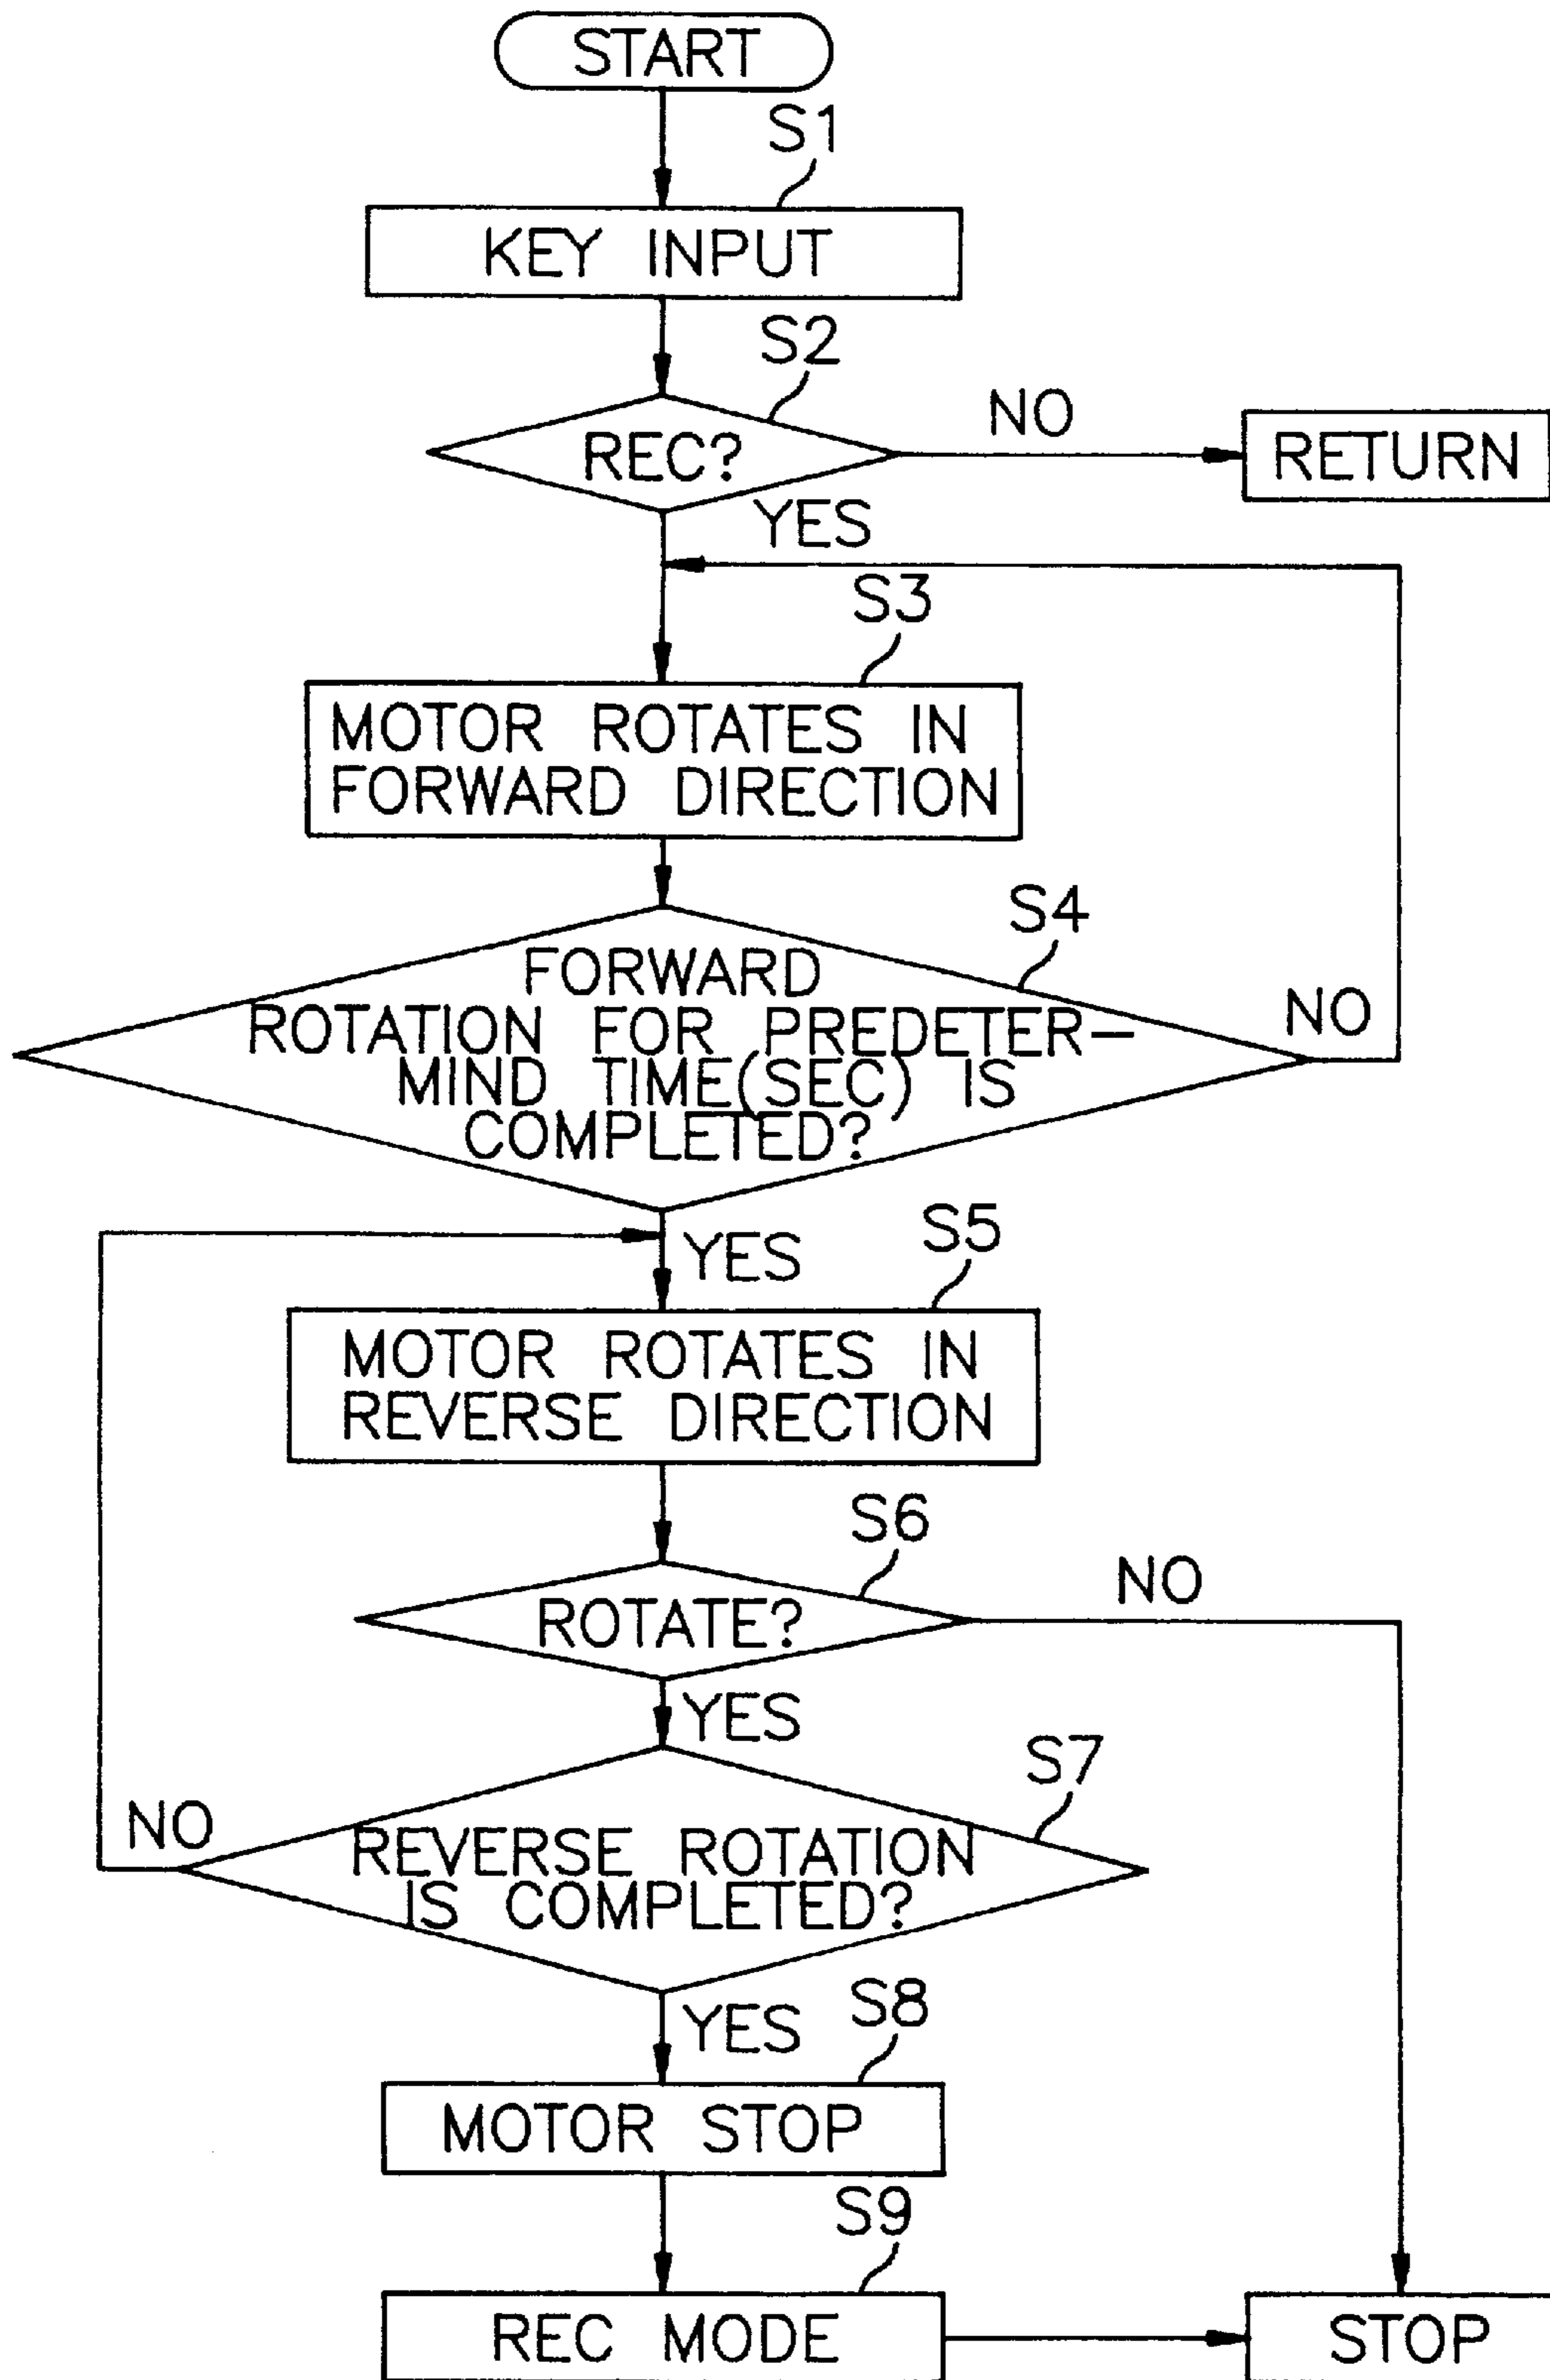 START
S1
KEY INPUT
S2
REC?
NO
RETURN
YES
S3
MOTOR ROTATES IN
FORWARD DIRECTION
S4
FORWARD
ROTATION FOR PREDETER-
MIND TIME(SEC) IS
COMPLETED?
NO
YES
S5
MOTOR ROTATES IN
REVERSE DIRECTION
S6
ROTATE?
NO
YES
S7
NO
REVERSE ROTATION
IS COMPLETED?
YES
S8
MOTOR STOP
S9
REC MODE
STOP